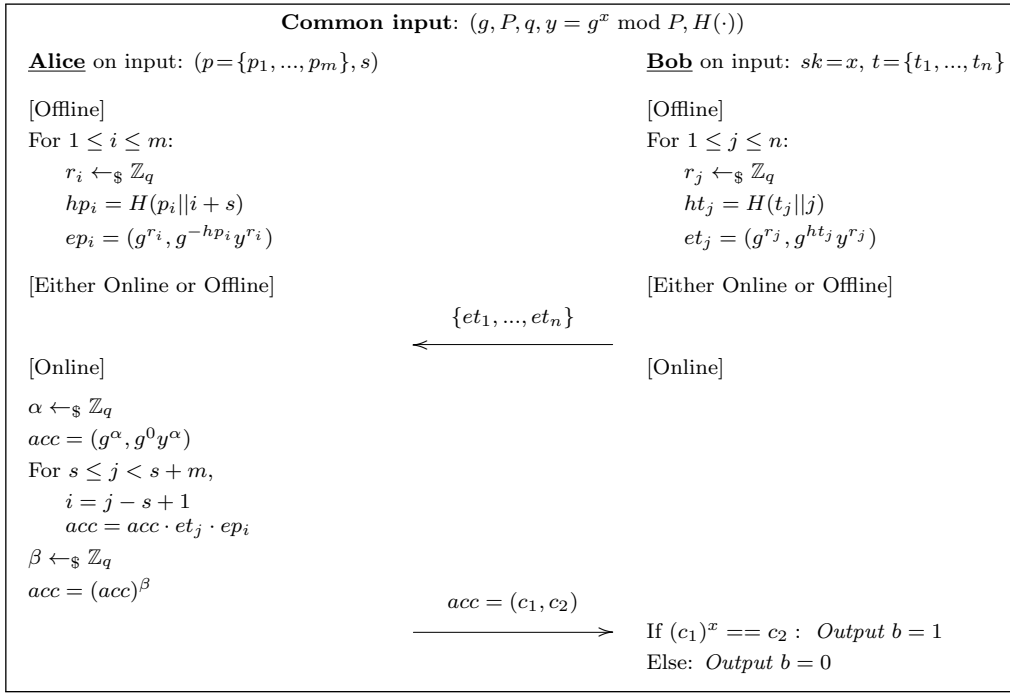 Common input: (g, P, q, y = g^x mod P, H(·))
Alice on input: (p={p_1, ..., p_m}, s)
Bob on input: sk=x, t={t_1, ..., t_n}
[Offline]
For 1 ≤ i ≤ m:
r_i ←_$ ℤ_q
hp_i = H(p_i||i + s)
ep_i = (g^{r_i}, g^{-hp_i}y^{r_i})
[Offline]
For 1 ≤ j ≤ n:
r_j ←_$ ℤ_q
ht_j = H(t_j||j)
et_j = (g^{r_j}, g^{ht_j}y^{r_j})
[Either Online or Offline]
[Either Online or Offline]
{et_1, ..., et_n}
[Online]
[Online]
α ←_$ ℤ_q
acc = (g^α, g^0y^α)
For s ≤ j < s + m,
i = j − s + 1
acc = acc · et_j · ep_i
β ←_$ ℤ_q
acc = (acc)^β
acc = (c_1, c_2)
If (c_1)^x == c_2 : Output b = 1
Else: Output b = 0